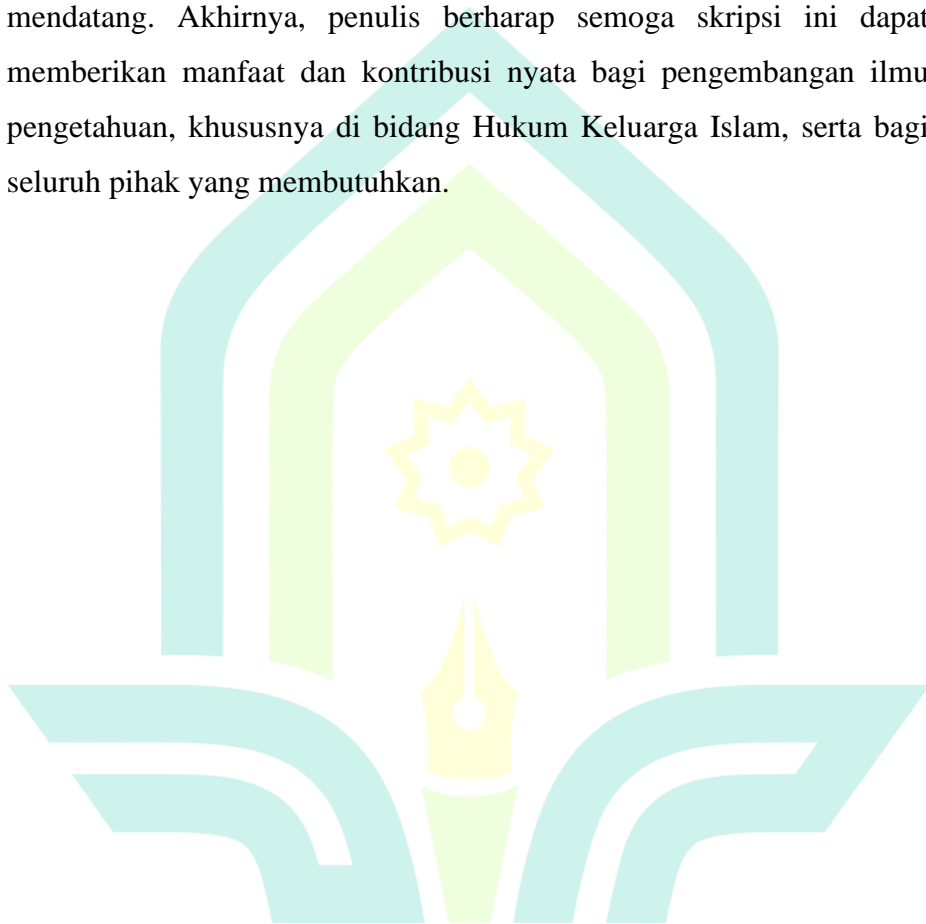 mendatang. Akhirnya, penulis berharap semoga skripsi ini dapat
memberikan manfaat dan kontribusi nyata bagi pengembangan ilmu
pengetahuan, khususnya di bidang Hukum Keluarga Islam, serta bagi
seluruh pihak yang membutuhkan.